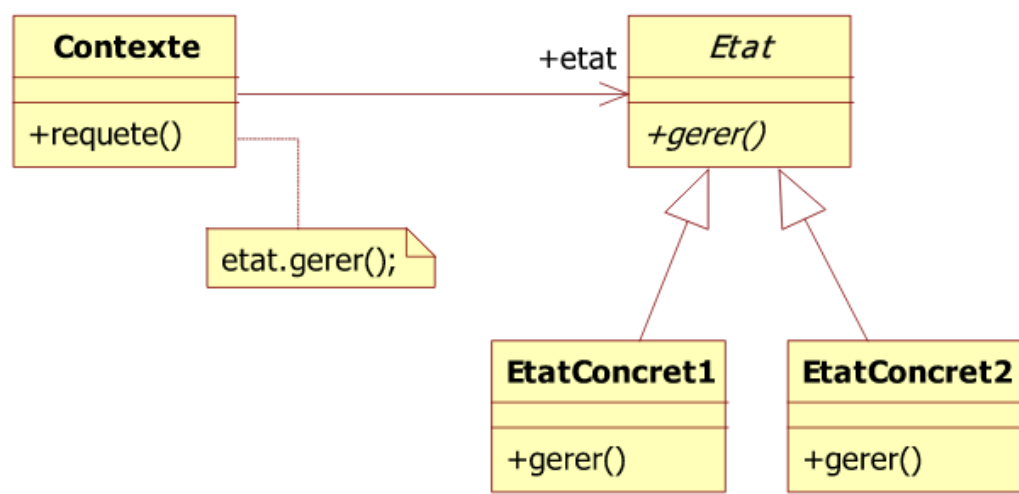 Contexte
+requete()
+etat
Etat
+gerer()
etat.gerer();
EtatConcret1
+gerer()
EtatConcret2
+gerer()